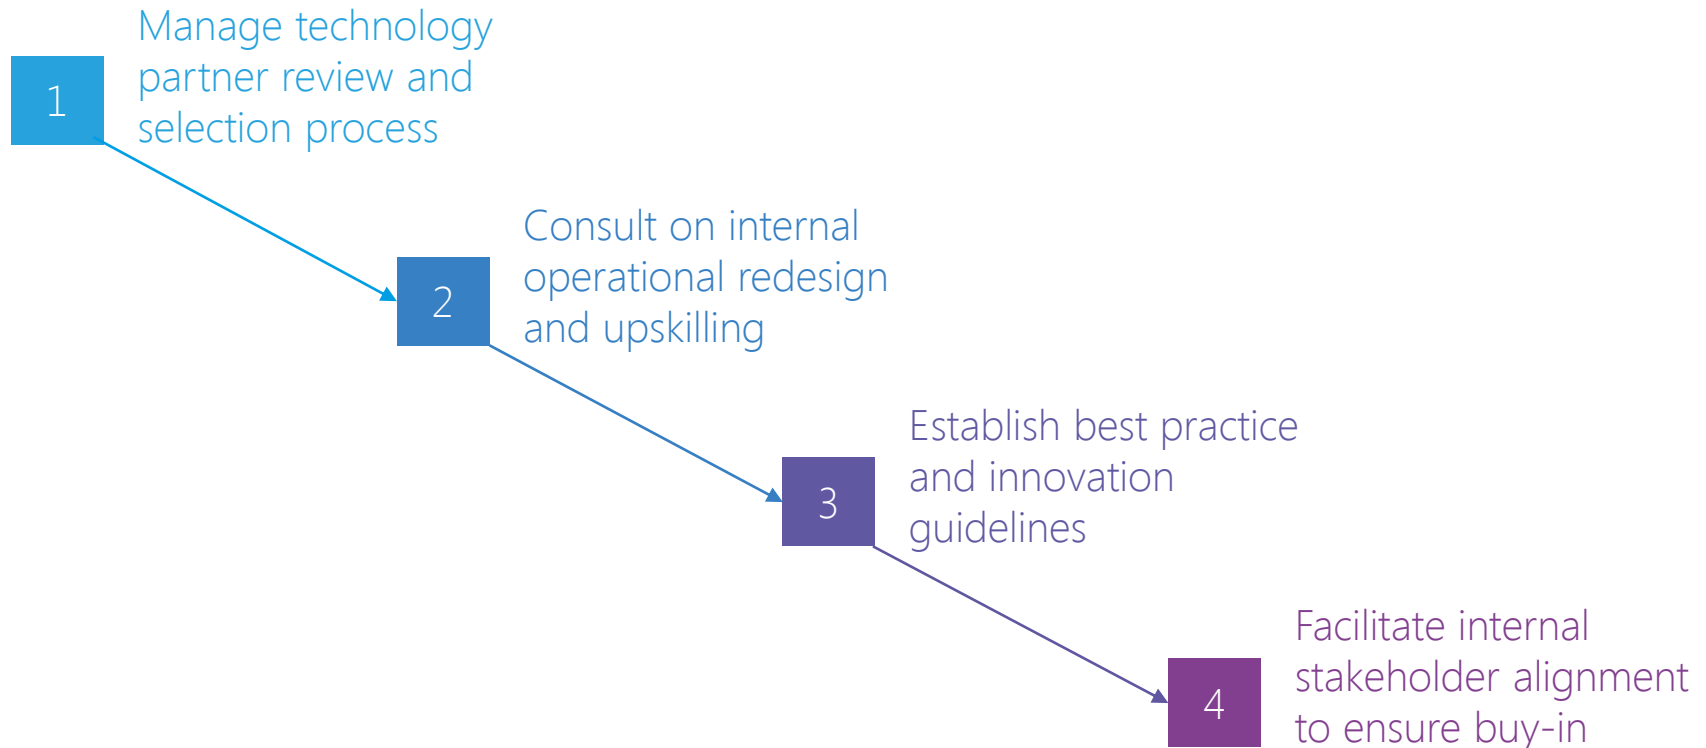 Manage technology
partner review and
selection process
1
Consult on internal
operational redesign
and upskilling
2
Establish best practice
and innovation
guidelines
3
Facilitate internal
stakeholder alignment
to ensure buy-in
4